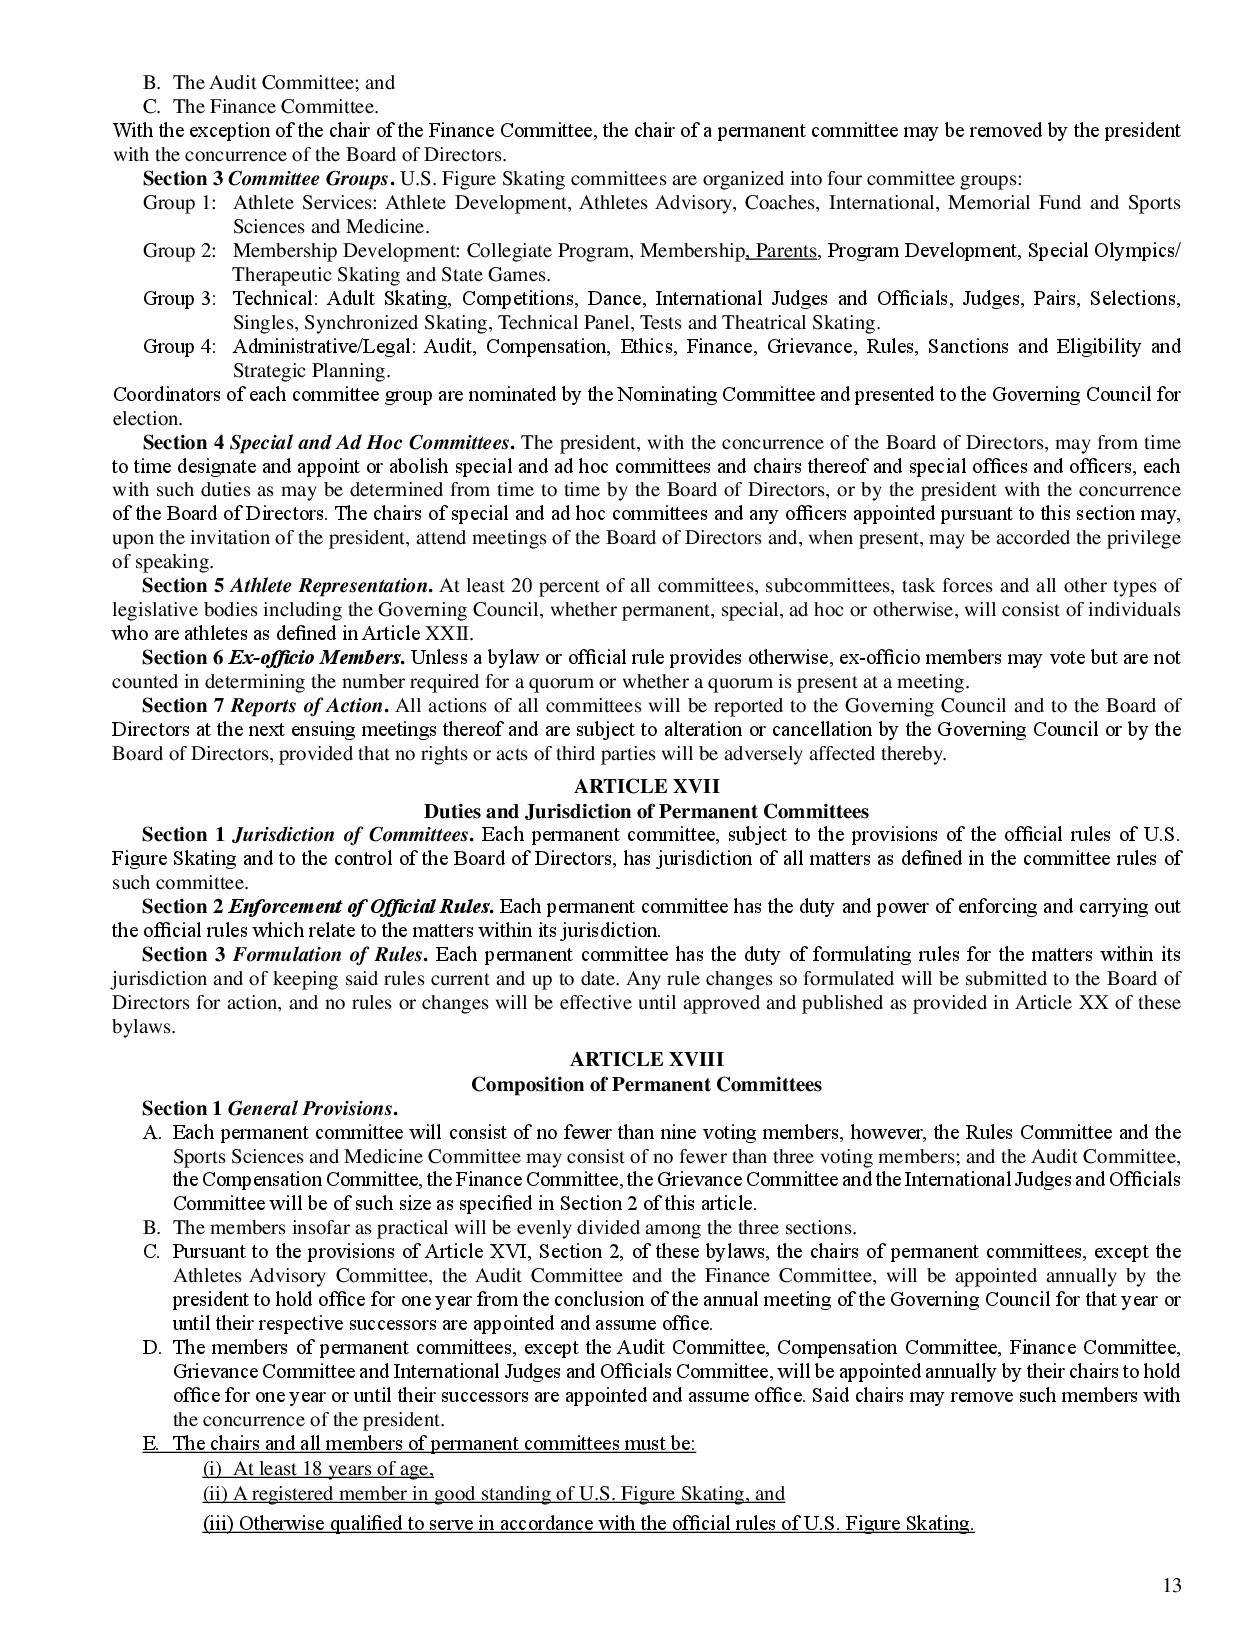 B. The Audit Committee; and
C. The Finance Committee.
With the exception of the chair of the Finance Committee, the chair of a permanent committee may be removed by the president
with the concurrence of the Board of Directors.
Section 3 Committee Groups. U.S. Figure Skating committees are organized into four committee groups:
Group 1: Athlete Services: Athlete Development, Athletes Advisory, Coaches, International, Memorial Fund and Sports
Sciences and Medicine.
Group 2: Membership Development: Collegiate Program, Membership, Parents, Program Development, Special Olympics/
Therapeutic Skating and State Games.
Group 3: Technical: Adult Skating, Competitions, Dance, International Judges and Officials, Judges, Pairs, Selections,
Singles, Synchronized Skating, Technical Panel, Tests and Theatrical Skating.
Group 4: Administrative/Legal: Audit, Compensation, Ethics, Finance, Grievance, Rules, Sanctions and Eligibility and
Strategic Planning.
Coordinators of each committee group are nominated by the Nominating Committee and presented to the Governing Council for
election.
Section 4 Special and Ad Hoc Committees. The president, with the concurrence of the Board of Directors, may from time
to time designate and appoint or abolish special and ad hoc committees and chairs thereof and special offices and officers, each
with such duties as may be determined from time to time by the Board of Directors, or by the president with the concurrence
of the Board of Directors. The chairs of special and ad hoc committees and any officers appointed pursuant to this section may,
upon the invitation of the president, attend meetings of the Board of Directors and, when present, may be accorded the privilege
of speaking.
Section 5 Athlete Representation. At least 20 percent of all committees, subcommittees, task forces and all other types of
legislative bodies including the Governing Council, whether permanent, special, ad hoc or otherwise, will consist of individuals
who are athletes as defined in Article XXII.
Section 6 Ex-officio Members. Unless a bylaw or official rule provides otherwise, ex-officio members may vote but are not
counted in determining the number required for a quorum or whether a quorum is present at a meeting.
Section 7 Reports of Action. All actions of all committees will be reported to the Governing Council and to the Board of
Directors at the next ensuing meetings thereof and are subject to alteration or cancellation by the Governing Council or by the
Board of Directors, provided that no rights or acts of third parties will be adversely affected thereby.
ARTICLE XVII
Duties and Jurisdiction of Permanent Committees
Section 1 Jurisdiction of Committees. Each permanent committee, subject to the provisions of the official rules of U.S.
Figure Skating and to the control of the Board of Directors, has jurisdiction of all matters as defined in the committee rules of
such committee.
Section 2 Enforcement of Official Rules. Each permanent committee has the duty and power of enforcing and carrying out
the official rules which relate to the matters within its jurisdiction.
Section 3 Formulation of Rules. Each permanent committee has the duty of formulating rules for the matters within its
jurisdiction and of keeping said rules current and up to date. Any rule changes so formulated will be submitted to the Board of
Directors for action, and no rules or changes will be effective until approved and published as provided in Article XX of these
bylaws.
ARTICLE XVIII
Composition of Permanent Committees
Section 1 General Provisions.
A. Each permanent committee will consist of no fewer than nine voting members, however, the Rules Committee and the
Sports Sciences and Medicine Committee may consist of no fewer than three voting members; and the Audit Committee,
the Compensation Committee, the Finance Committee, the Grievance Committee and the International Judges and Officials
Committee will be of such size as specified in Section 2 of this article.
B. The members insofar as practical will be evenly divided among the three sections.
C. Pursuant to the provisions of Article XVI, Section 2, of these bylaws, the chairs of permanent committees, except the
Athletes Advisory Committee, the Audit Committee and the Finance Committee, will be appointed annually by the
president to hold office for one year from the conclusion of the annual meeting of the Governing Council for that year or
until their respective successors are appointed and assume office.
D. The members of permanent committees, except the Audit Committee, Compensation Committee, Finance Committee,
Grievance Committee and International Judges and Officials Committee, will be appointed annually by their chairs to hold
office for one year or until their successors are appointed and assume office. Said chairs may remove such members with
the concurrence of the president.
E. The chairs and all members of permanent committees must be:
(i) At least 18 years of age,
(ii) A registered member in good standing of U.S. Figure Skating, and
(iii) Otherwise qualified to serve in accordance with the official rules of U.S. Figure Skating.
13